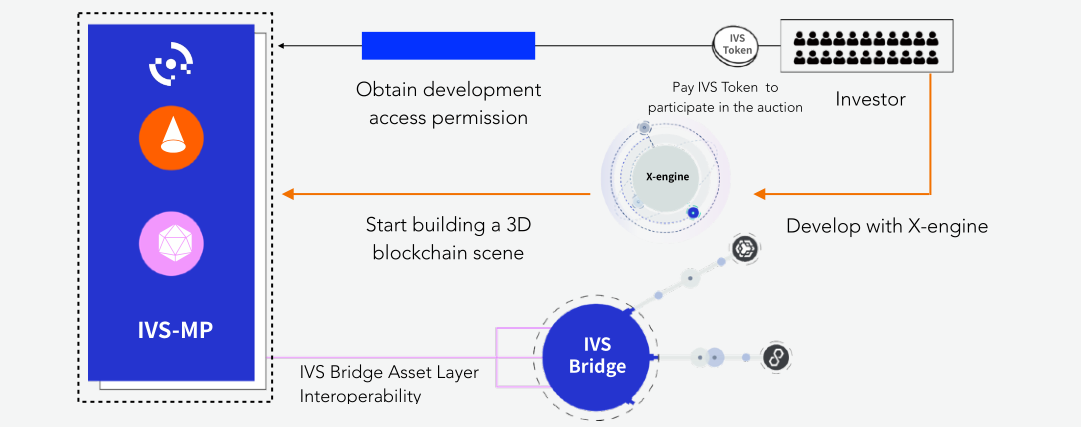 IVS
Token
Obtain development
access permission
Pay IVS Token to
participate in the auction
Investor
X-engine
Start building a 3D
blockchain scene
Develop with X-engine
IVS-MP
IVS
Bridge
IVS Bridge Asset Layer
Interoperability